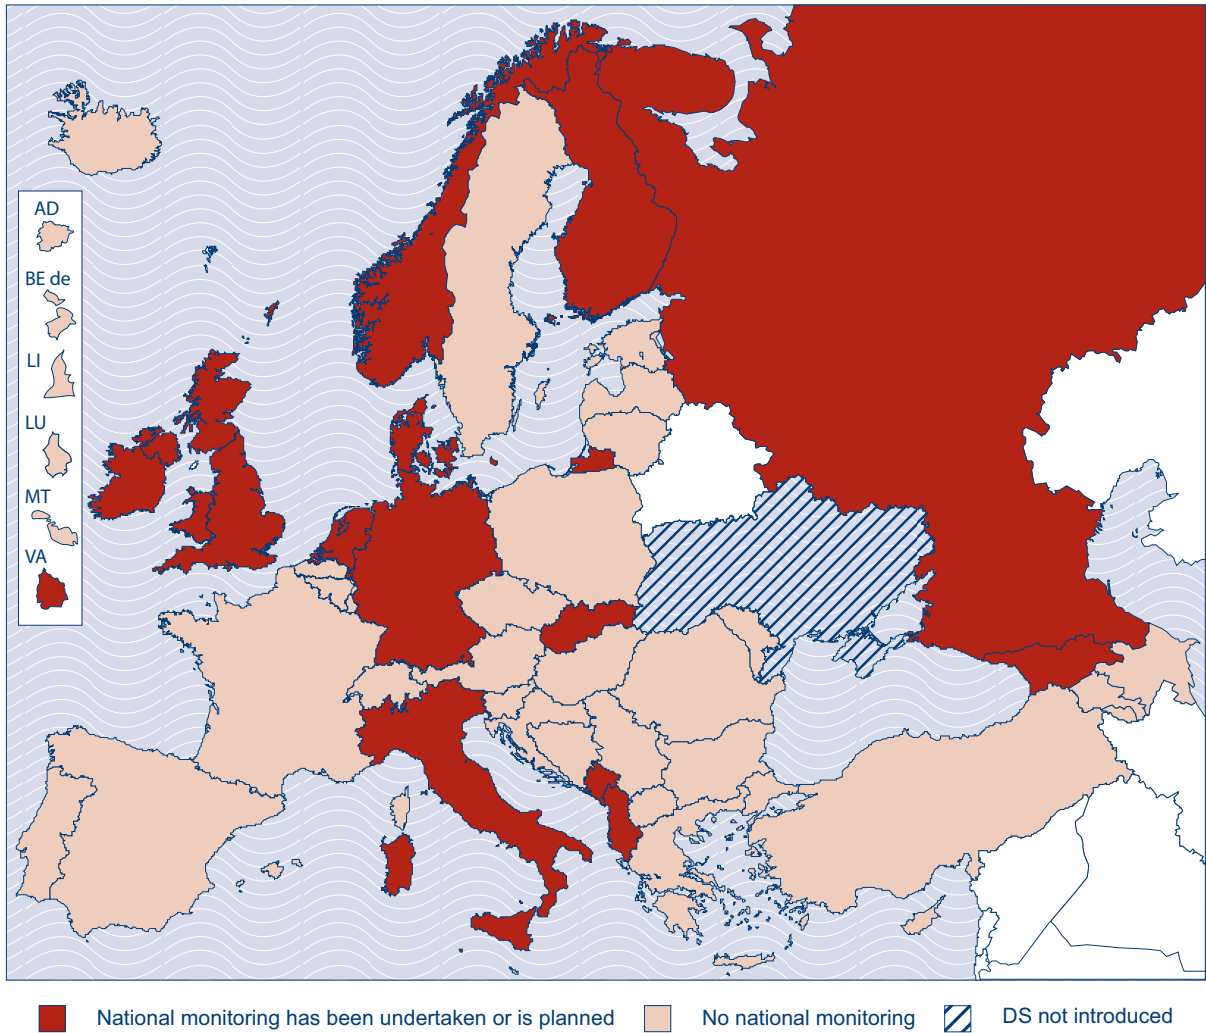 AD
BE de
LI
LU
MT
VA
National monitoring has been undertaken or is planned
No national monitoring
DS not introduced